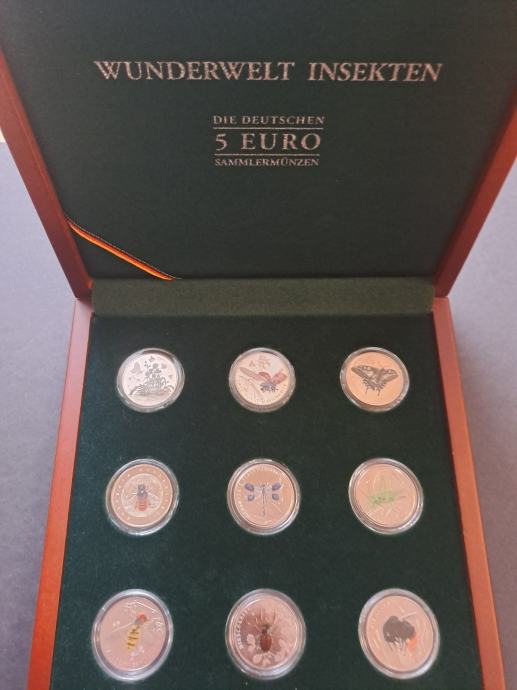 WUNDERWELT INSEKTEN
DIE DEUTSCHEN
5 EURO
SAMMLERMÜNZEN